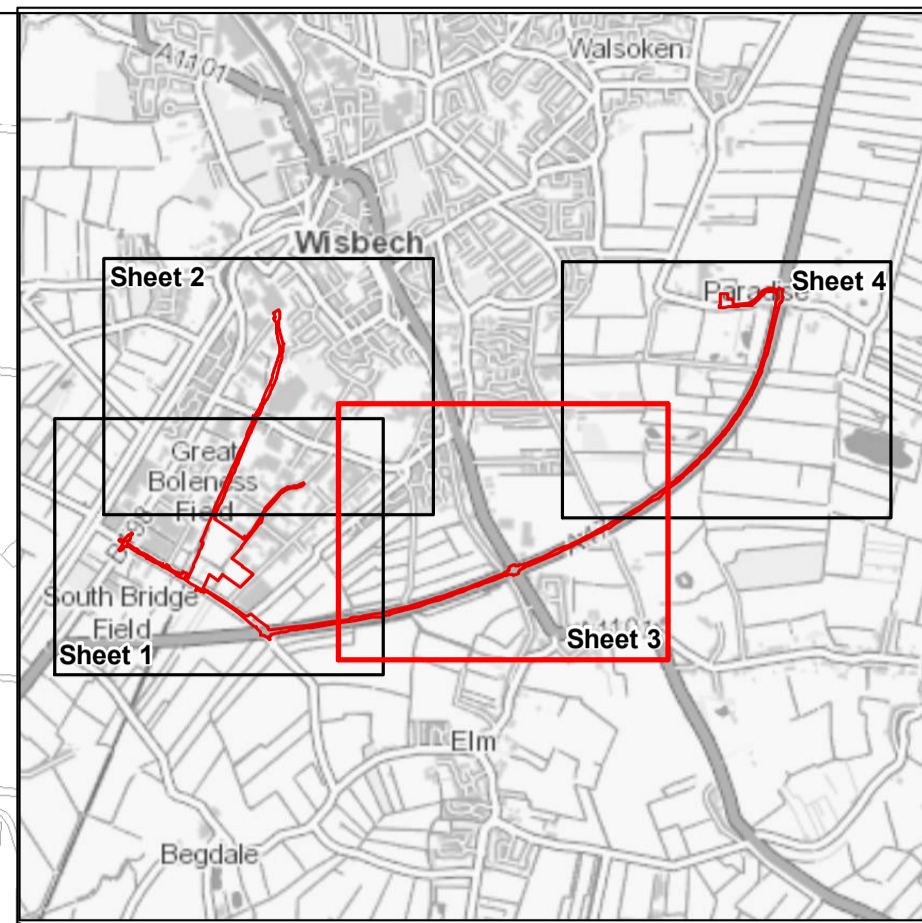 Walsoken
A1101
Wisbech
Sheet 2
Sheet 4
Paradise
Great
Boleness
Field
A47
South Bridge
Field
Sheet 1
Sheet 3
A1101
Elm
Begdale